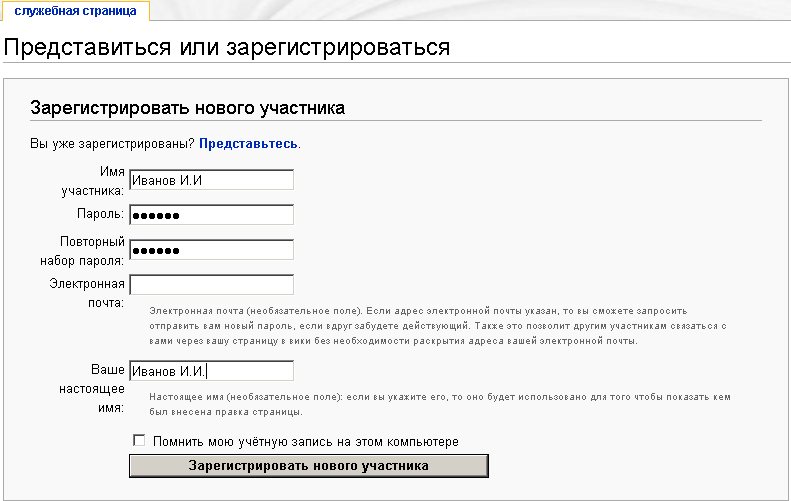 служебная страница
Представиться или зарегистрироваться
Зарегистрировать нового участника
Вы уже зарегистрированы? Представьтесь.
Имя
участника:
Иванов И.И
Пароль:
••••••
Повторный
набор пароля:
••••••
Электронная
почта:
Электронная почта (необязательное поле). Если адрес электронной почты указан, то вы сможете запросить
отправить вам новый пароль, если вдруг забудете действующий. Также это позволит другим участникам связаться с
вами через вашу страницу в вики без необходимости раскрытия адреса вашей электронной почты.
Ваше
настоящее
имя:
Иванов И.И.
Настоящее имя (необязательное поле): если вы укажите его, то оно будет использовано для того чтобы показать кем
был внесена правка страницы.
Помнить мою учётную запись на этом компьютере
Зарегистрировать нового участника